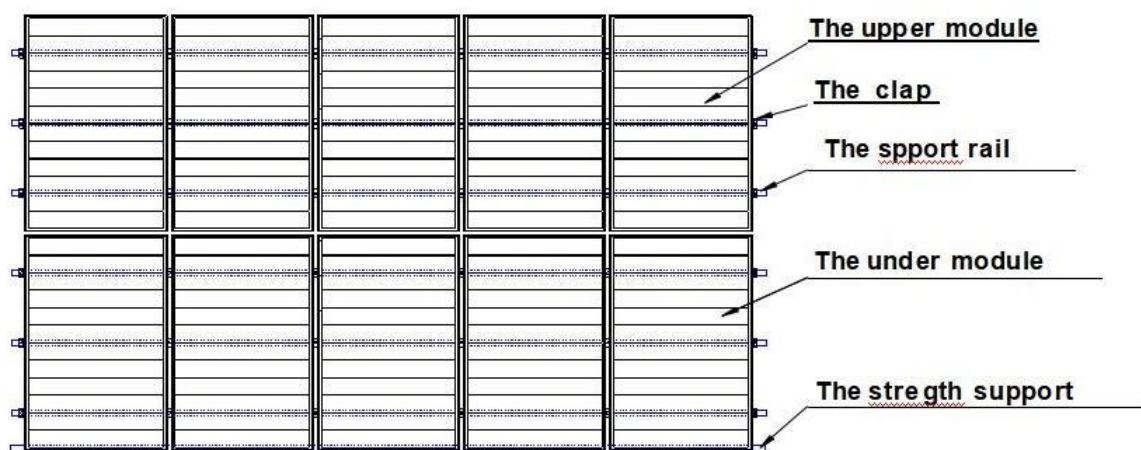 The upper module
The clap
The spport rail
The under module
The stregth support